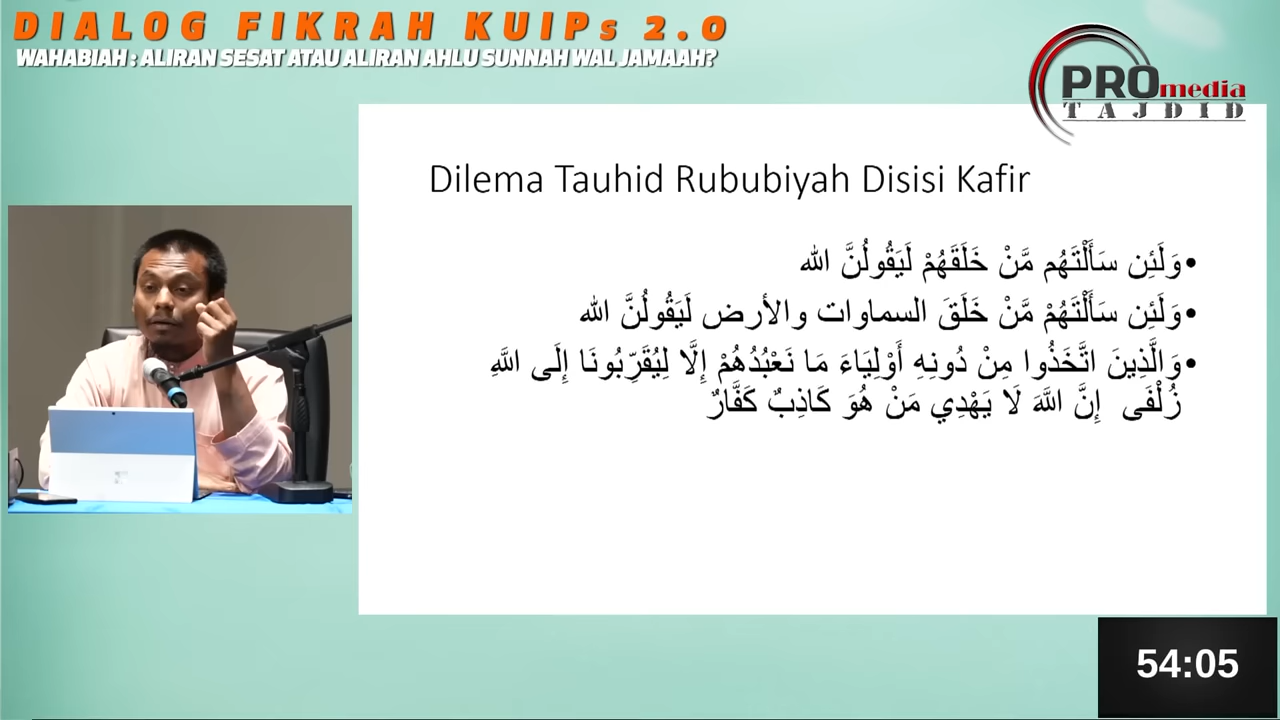 DIALOG FIKRAH KUIPs 2.0
WAHABIAH : ALIRAN SESAT ATAU ALIRAN AHLU SUNNAH WAL JAMAAH?
PROmedia
TAJDID
Dilema Tauhid Rububiyah Disisi Kafir
•وَلَئِن سَأَلْتَهُم مَّنْ خَلَقَهُمْ لَيَقُولُنَّ الله
•وَلَئِن سَأَلْتَهُمْ مَّنْ خَلَقَ السماوات والأرض لَيَقُولُنَّ الله
•وَالَّذِينَ اتَّخَذُوا مِنْ دُونِهِ أَوْلِيَاءَ مَا نَعْبُدُهُمْ إِلَّا لِيُقَرِّبُونَا إِلَى اللَّهِ
زُلْفَى إِنَّ اللَّهَ لَا يَهْدِي مَنْ هُوَ كَاذِبٌ كَفَّارٌ
54:05